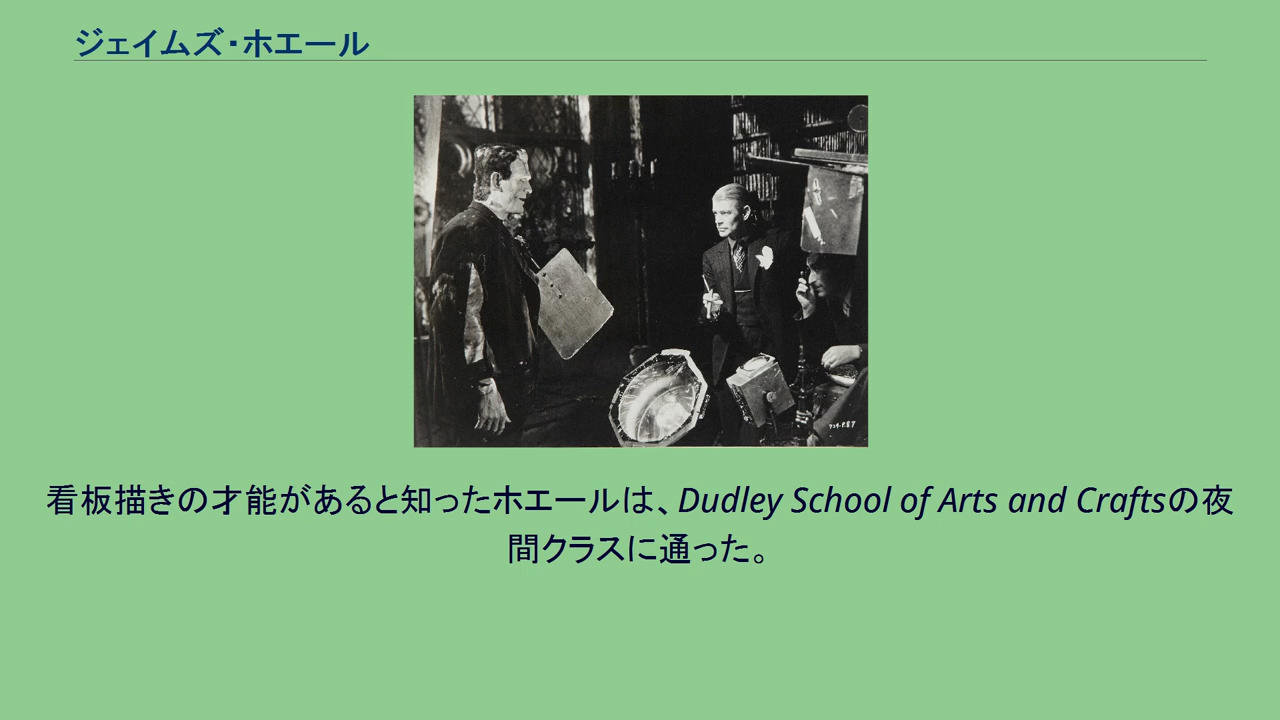 ジェイムズ・ホエール
看板描きの才能があると知ったホエールは、Dudley School of Arts and Craftsの夜
間クラスに通った。